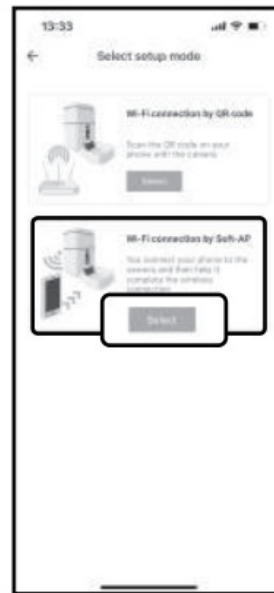 13:33
Select setup mode
Wi-Fi connection by QR code
Scan the QR code on your
phone with the camera.
Select
Wi-Fi connection by Soft-AP
You connect your phone to the
camera and then help it
complete the wireless
connection
Select